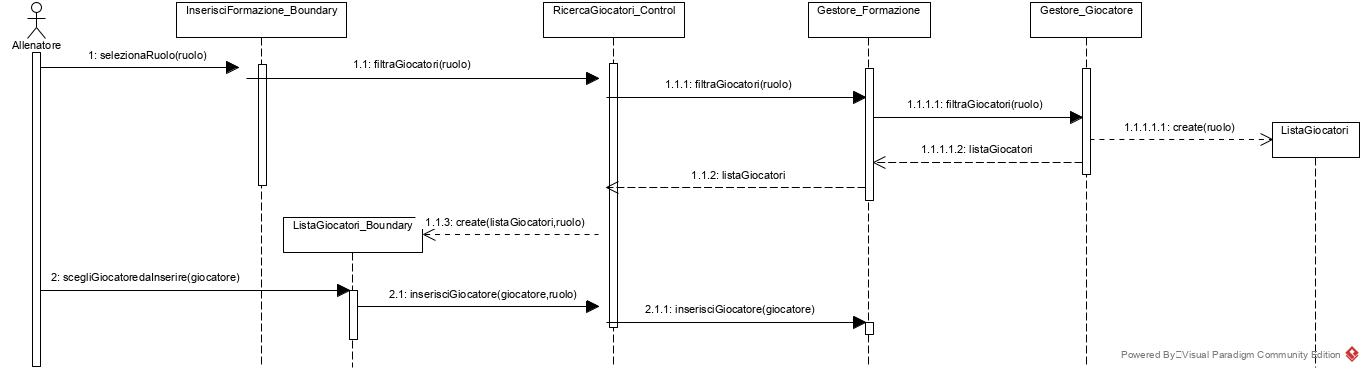 InserisciFormazione_Boundary
RicercaGiocatori_Control
Gestore_Formazione
Gestore_Giocatore
Allenatore
1: selezionaRuolo(ruolo)
1.1: filtraGiocatori(ruolo)
1.1.1: filtraGiocatori(ruolo)
1.1.1.1: filtraGiocatori(ruolo)
1.1.1.1.1: create(ruolo)
ListaGiocatori
1.1.1.1.2: listaGiocatori
1.1.2: listaGiocatori
ListaGiocatori_Boundary
1.1.3: create(listaGiocatori,ruolo)
2: scegliGiocatoredaInserire(giocatore)
2.1: inserisciGiocatore(giocatore,ruolo)
2.1.1: inserisciGiocatore(giocatore)
Powered By Visual Paradigm Community Edition